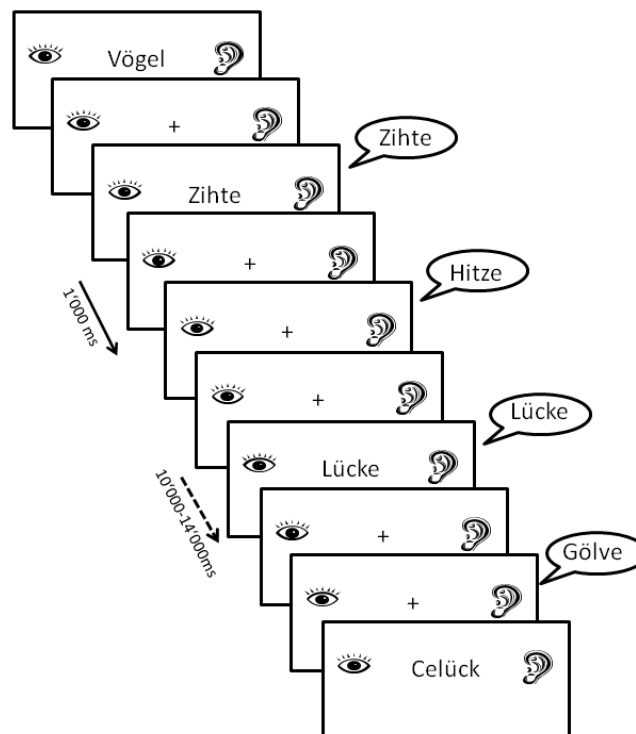 Vögel
+
Zihte
Zihte
+
Hitze
+
1'000 ms
+
Lücke
Lücke
10'000-14'000ms
+
Gölve
+
Celück